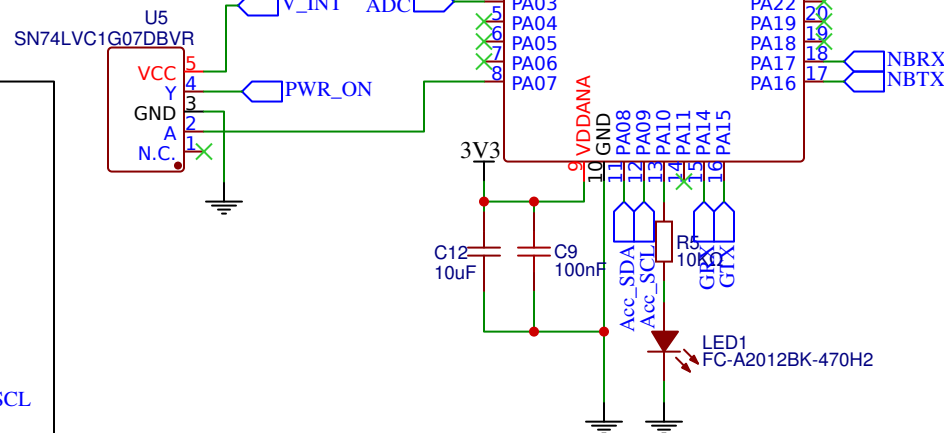 V_INT
ADC
PA03
PA22
U5
5
PA04
PA19
20
SN74LVC1G07DBVR
6
PA05
PA18
19
VCC
5
7
PA06
PA17
18
NBRX
Y
4
PWR_ON
8
PA07
PA16
17
NBTX
GND
3
A
2
N.C.
1
3V3
VDDANA
GND
PA08
PA09
PA10
PA11
PA14
PA15
9
10
11
12
13
14
15
16
C12
10uF
C9
100nF
Acc_SDA
Acc_SCL
R5
10KΩ
GRX
GTX
LED1
FC-A2012BK-470H2
SCL